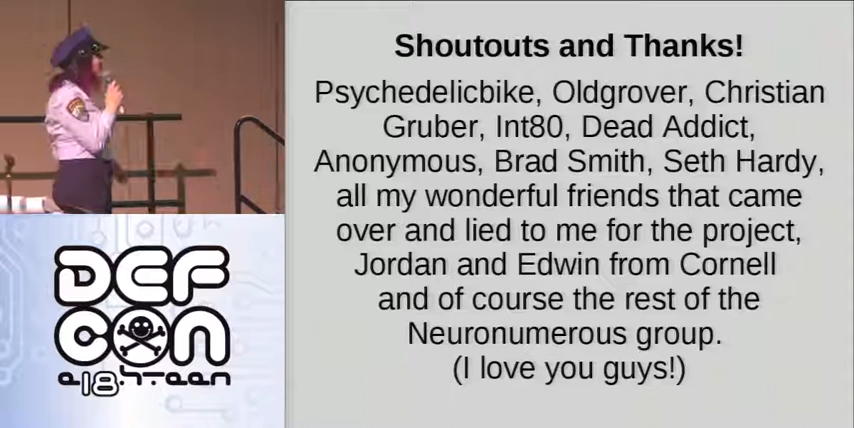 Shoutouts and Thanks!
Psychedelicbike, Oldgrover, Christian
Gruber, Int80, Dead Addict,
Anonymous, Brad Smith, Seth Hardy,
all my wonderful friends that came
over and lied to me for the project,
Jordan and Edwin from Cornell
and of course the rest of the
Neuronumerous group.
(I love you guys!)
DEF
CON
e18hteen